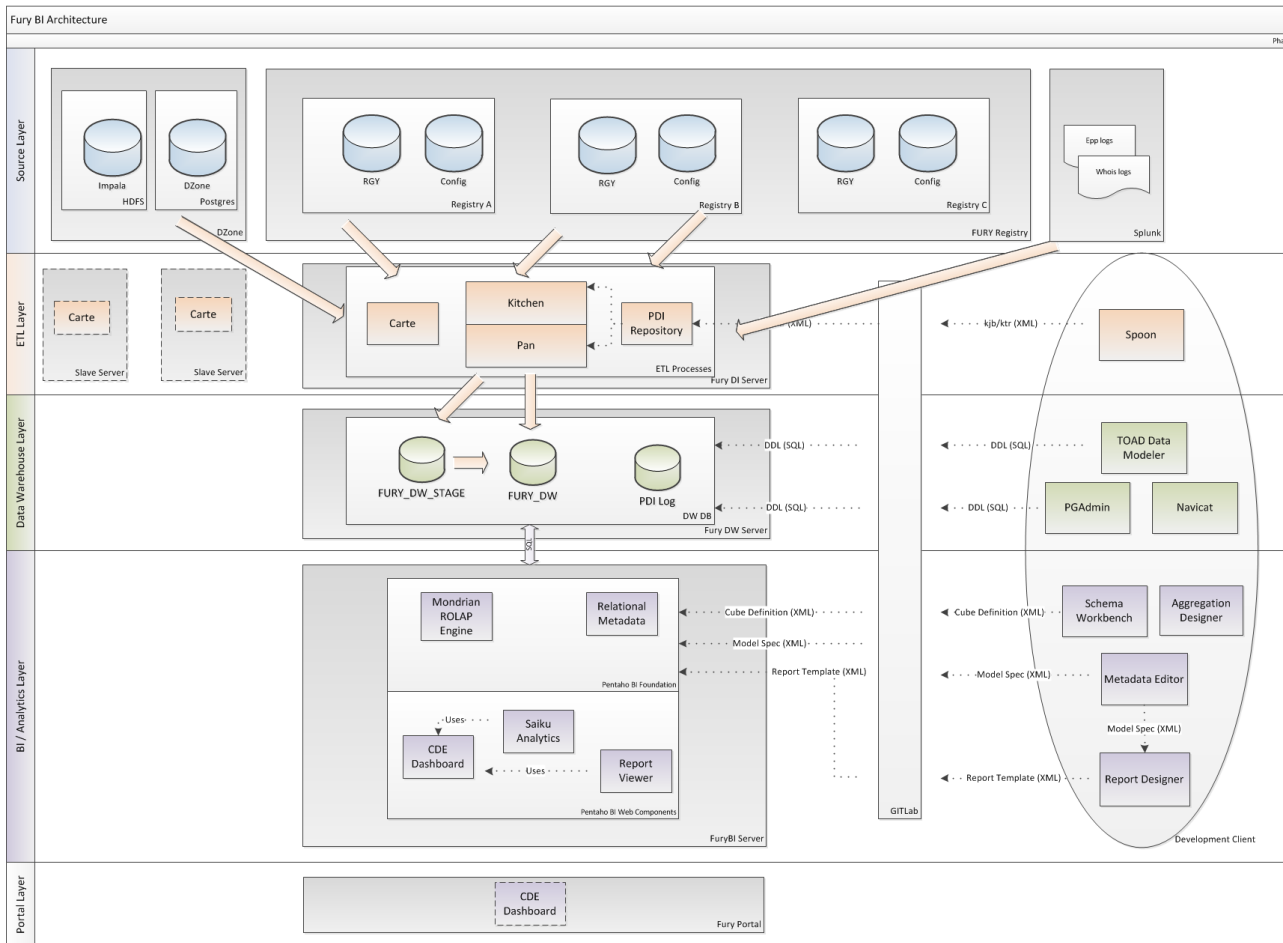 Fury BI Architecture
Pha
Source Layer
Impala
HDFS
DZone
Postgres
DZone
RGY
Config
Registry A
RGY
Config
Registry B
RGY
Config
Registry C
FURY Registry
Epp logs
Whois logs
Splunk
ETL Layer
Carte
Slave Server
Carte
Slave Server
Carte
Kitchen
Pan
PDI
Repository
ETL Processes
Fury DI Server
(XML)
kjb/ktr (XML)
Spoon
Data Warehouse Layer
FURY_DW_STAGE
FURY_DW
PDI Log
DW DB
Fury DW Server
DDL (SQL)
DDL (SQL)
TOAD Data
Modeler
DDL (SQL)
DDL (SQL)
PGAdmin
Navicat
SQL
BI / Analytics Layer
Mondrian
ROLAP
Engine
Relational
Metadata
Pentaho BI Foundation
Cube Definition (XML)
Model Spec (XML)
Report Template (XML)
Cube Definition (XML)
Schema
Workbench
Aggregation
Designer
Model Spec (XML)
Metadata Editor
Model Spec (XML)
Report Template (XML)
Report Designer
Uses
Saiku
Analytics
CDE
Dashboard
Uses
Report
Viewer
Pentaho BI Web Components
FuryBI Server
GITLab
Development Client
Portal Layer
CDE
Dashboard
Fury Portal